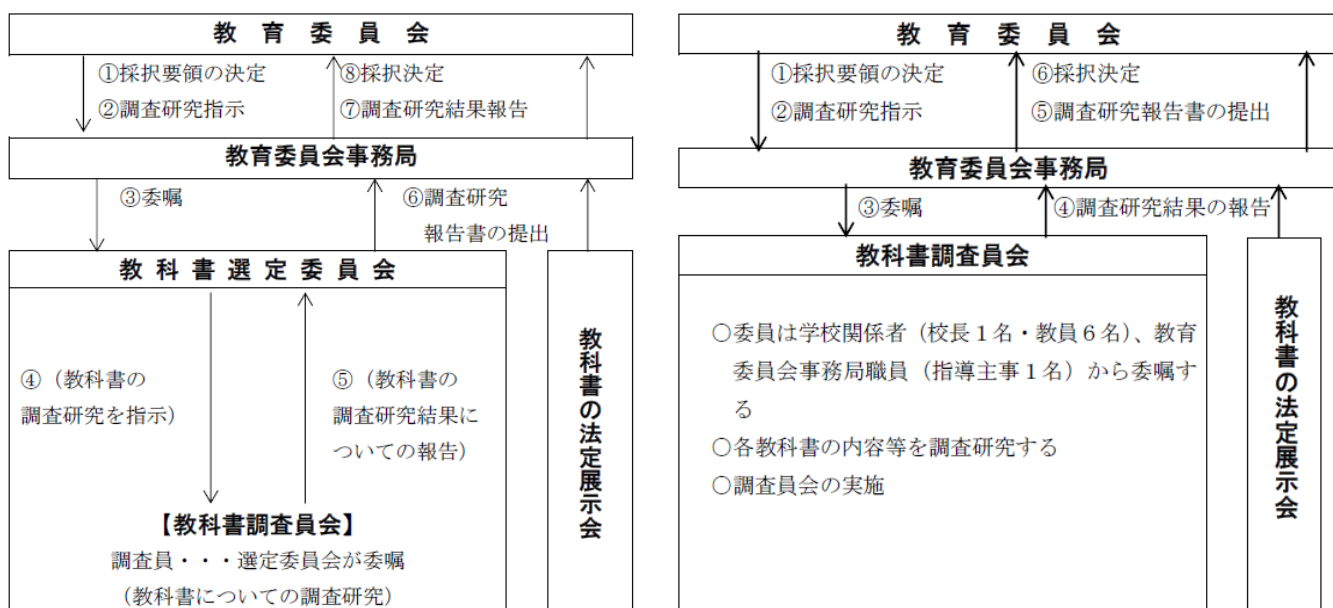 教育委員会
①採択要領の決定
②調査研究指示
⑧採択決定
⑦調査研究結果報告
教育委員会事務局
③委嘱
⑥調査研究
報告書の提出
教科書選定委員会
④（教科書の
調査研究を指示）
⑤（教科書の
調査研究結果に
ついての報告）
【教科書調査員会】
調査員・・・選定委員会が委嘱
（教科書についての調査研究）
教科書の法定展示会
教育委員会
①採択要領の決定
②調査研究指示
⑥採択決定
⑤調査研究報告書の提出
教育委員会事務局
③委嘱
④調査研究結果の報告
教科書調査員会
○委員は学校関係者（校長１名・教員６名）、教育
委員会事務局職員（指導主事１名）から委嘱す
る
○各教科書の内容等を調査研究する
○調査員会の実施
教科書の法定展示会